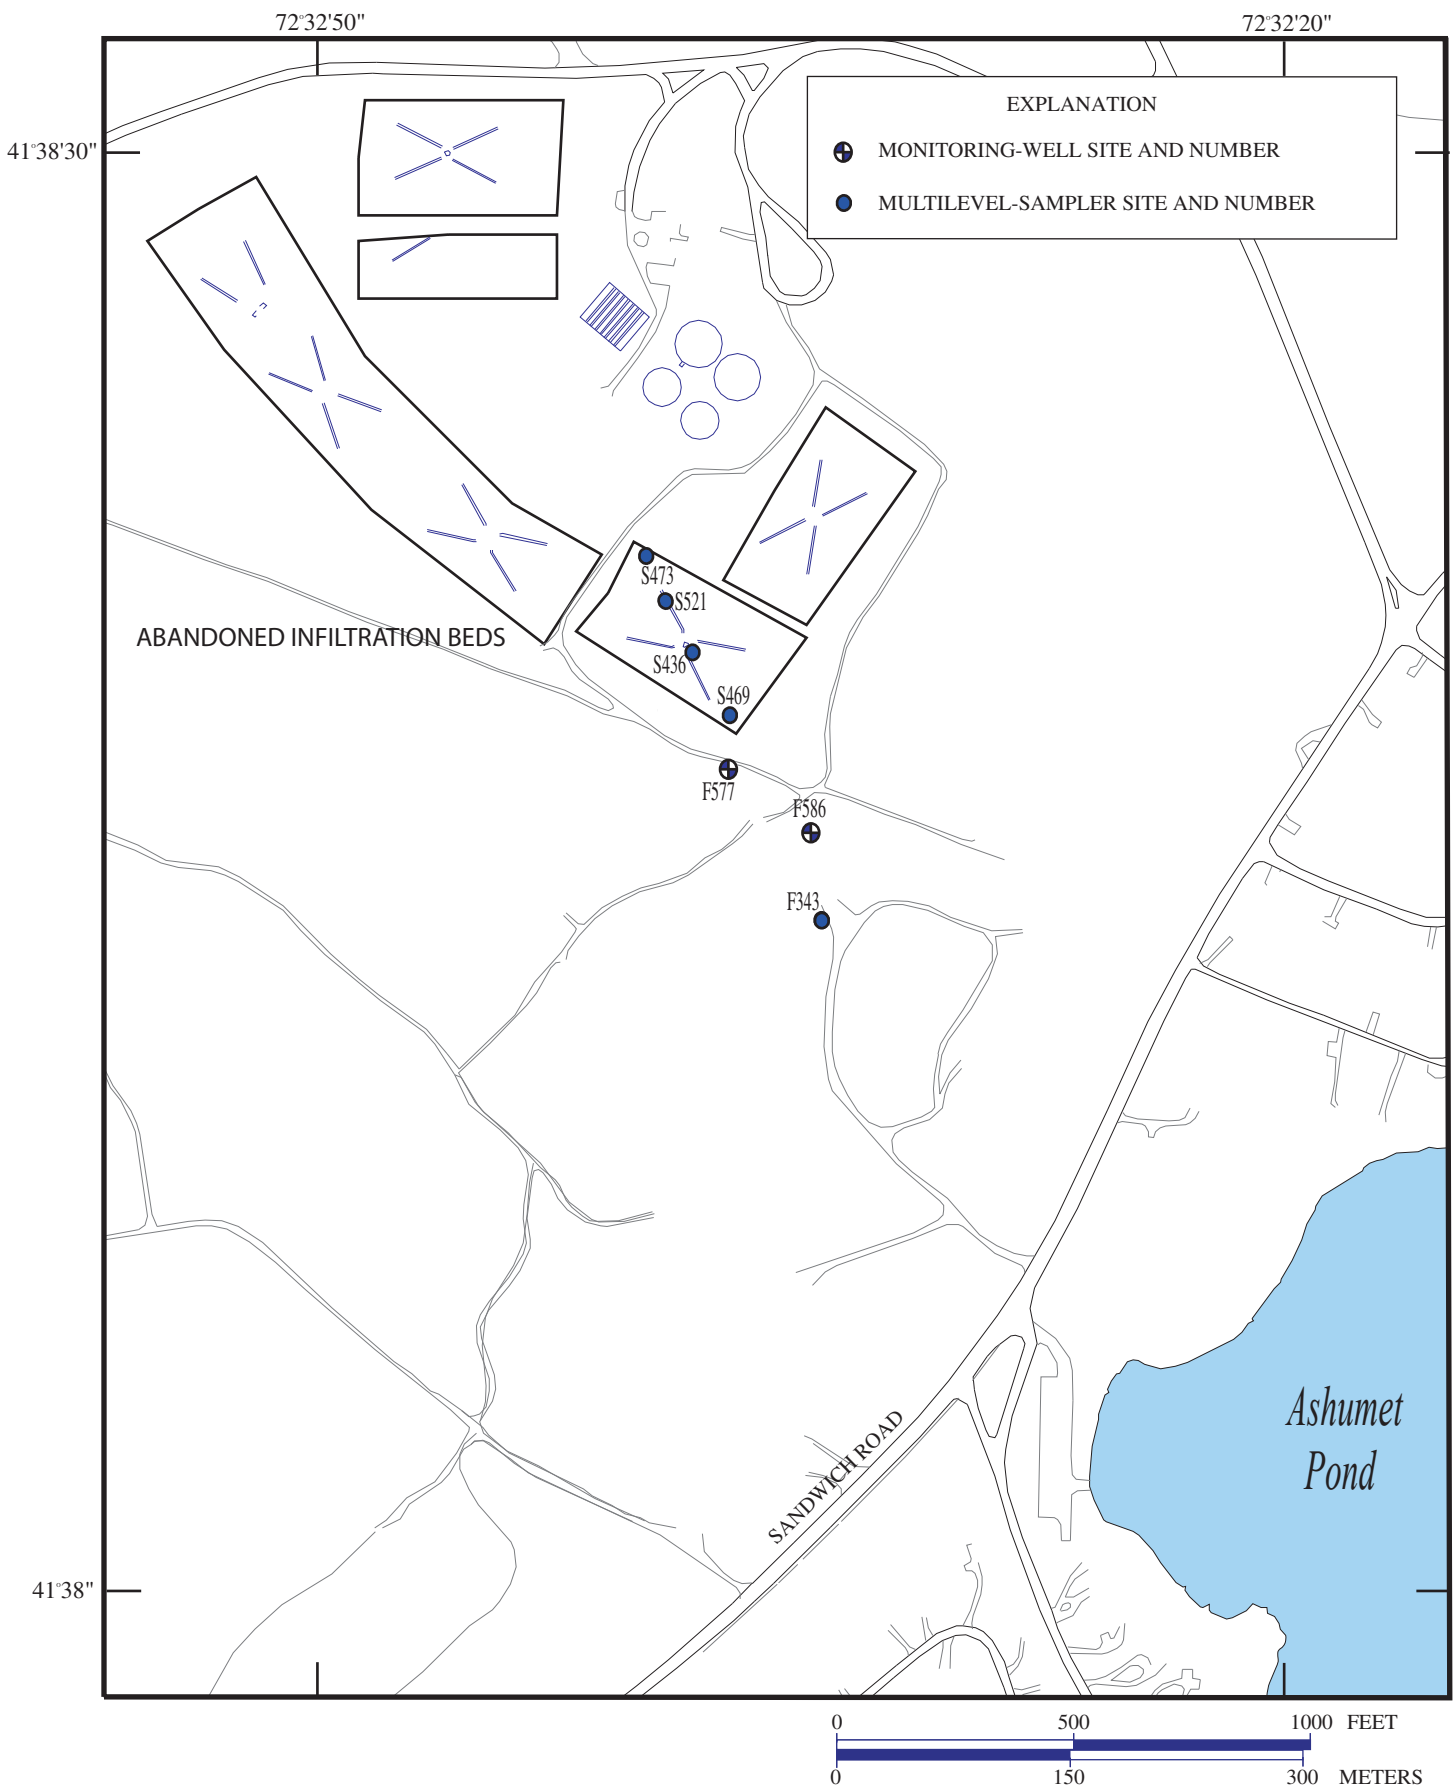 72°32'50"
72°32'20"
EXPLANATION
41°38'30"
MONITORING-WELL SITE AND NUMBER
MULTILEVEL-SAMPLER SITE AND NUMBER
S473
S521
ABANDONED INFILTRATION BEDS
S436
S469
F577
F586
F343
Ashumet
Pond
SANDWICH ROAD
41°38"
0 500 1000 FEET
0 150 300 METERS